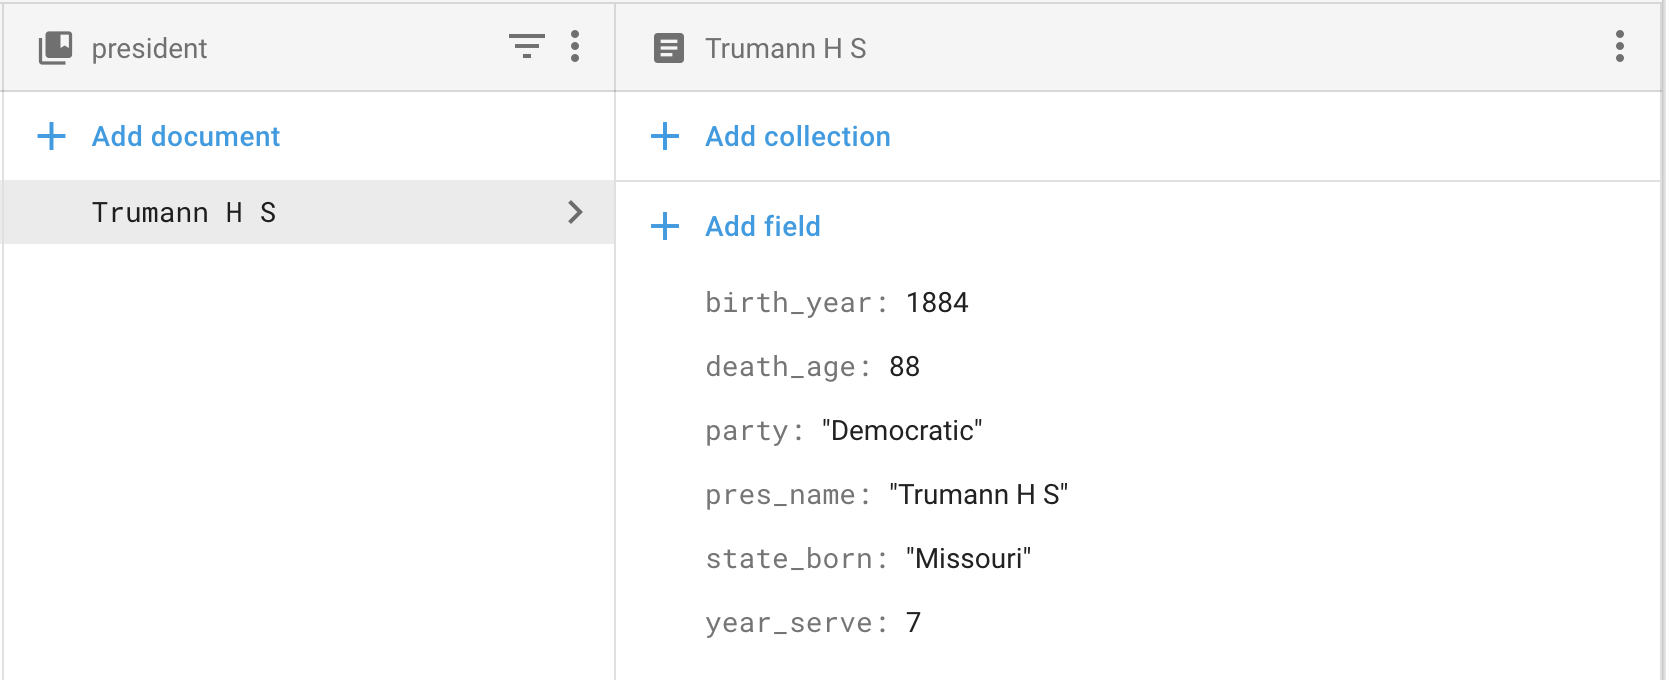 president
Add document
Trumann H S
Trumann H S
Add collection
Add field
birth_year: 1884
death_age: 88
party: "Democratic"
pres_name: "Trumann H S"
state_born: "Missouri"
year_serve: 7